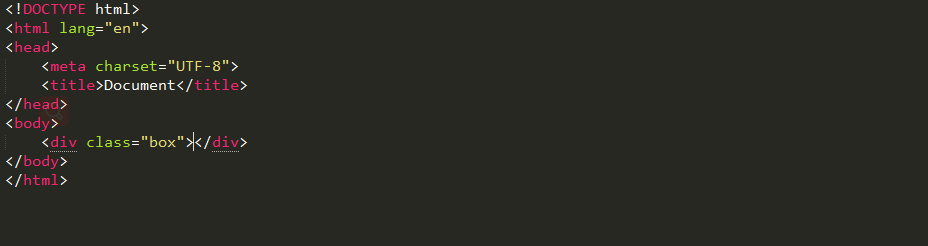 <!DOCTYPE html>
<html lang="en">
<head>
    <meta charset="UTF-8">
    <title>Document</title>
</head>
<body>
    <div class="box"></div>
</body>
</html>